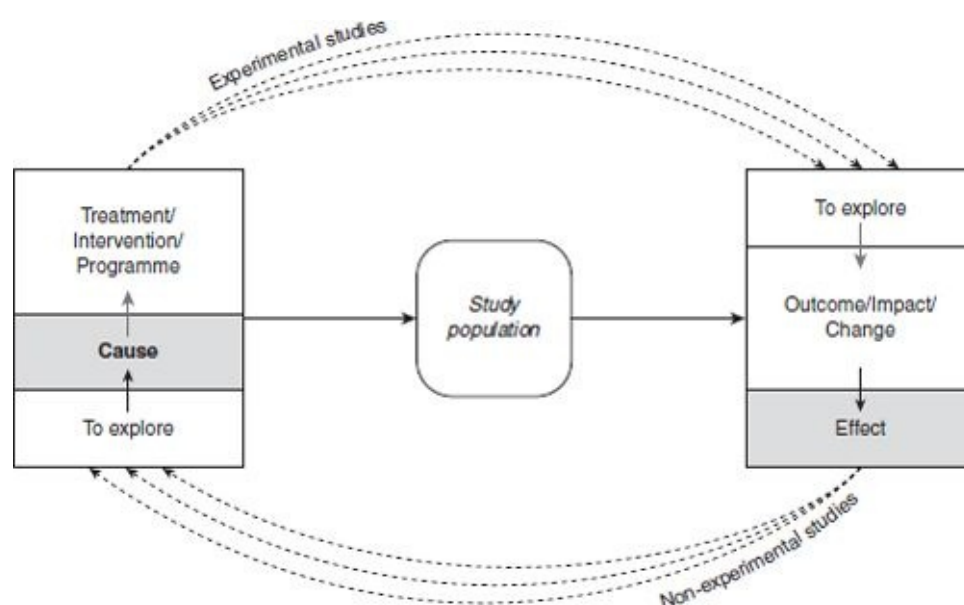 Experimental studies
Treatment/
Intervention/
Programme
Cause
To explore
Study
population
To explore
Outcome/Impact/
Change
Effect
Non-experimental studies